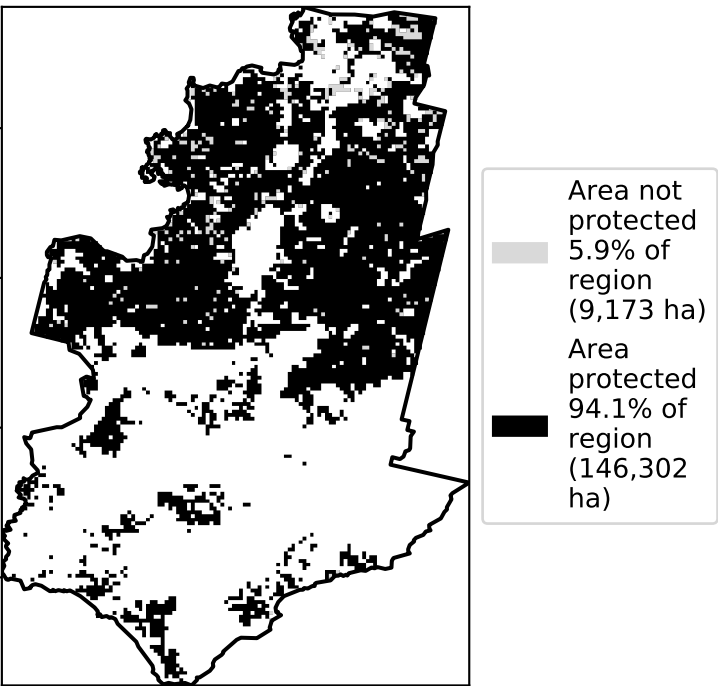 Area not
protected
5.9% of
region
(9,173 ha)
Area
protected
94.1% of
region
(146,302
ha)